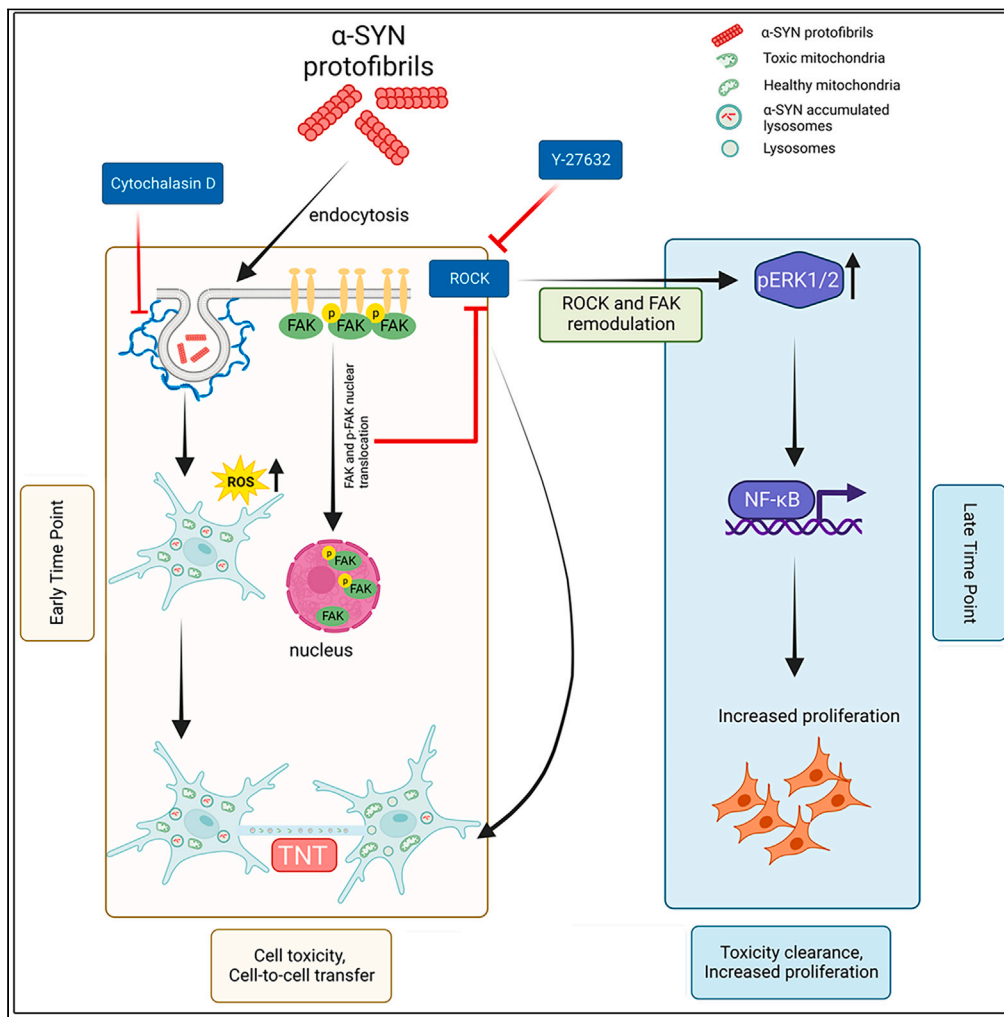 α-SYN
protofibrils
α-SYN protofibrils
Toxic mitochondria
Healthy mitochondria
α-SYN accumulated
lysosomes
Lysosomes
Cytochalasin D
Y-27632
endocytosis
ROCK
pERK1/2
ROCK and FAK
remodulation
FAK
p
FAK
p
FAK
FAK and p-FAK nuclear
translocation
ROS
Early Time Point
NF-κB
Late Time Point
p
FAK
p
FAK
FAK
nucleus
Increased proliferation
TNT
Cell toxicity,
Cell-to-cell transfer
Toxicity clearance,
Increased proliferation